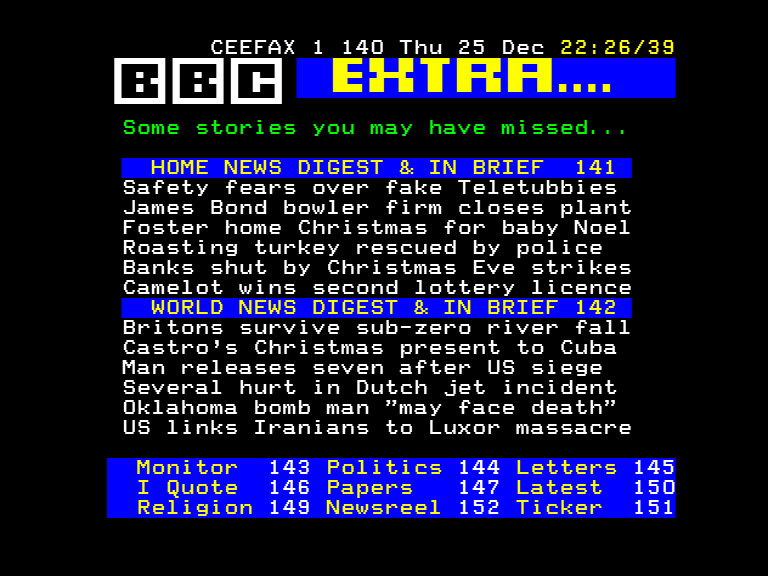 CEEFAX 1 140 Thu 25 Dec 22:26/39
BBC EXTRA....
Some stories you may have missed...
HOME NEWS DIGEST & IN BRIEF 141
Safety fears over fake Teletubbies
James Bond bowler firm closes plant
Foster home Christmas for baby Noel
Roasting turkey rescued by police
Banks shut by Christmas Eve strikes
Camelot wins second lottery licence
WORLD NEWS DIGEST & IN BRIEF 142
Britons survive sub-zero river fall
Castro's Christmas present to Cuba
Man releases seven after US siege
Several hurt in Dutch jet incident
Oklahoma bomb man "may face death"
US links Iranians to Luxor massacre
Monitor 143 Politics 144 Letters 145
I Quote 146 Papers 147 Latest 150
Religion 149 Newsreel 152 Ticker 151